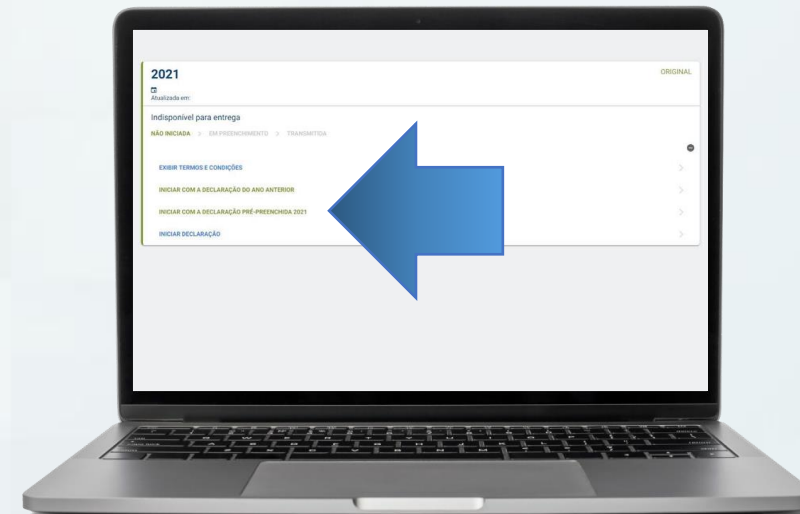 2021
ORIGINAL
Atualizada em:
Indisponível para entrega
NÃO INICIADA > EM PREENCHIMENTO > TRANSMITIDA
EXIBIR TERMOS E CONDIÇÕES
INICIAR COM A DECLARAÇÃO DO ANO ANTERIOR
INICIAR COM A DECLARAÇÃO PRÉ-PREENCHIDA 2021
INICIAR DECLARAÇÃO